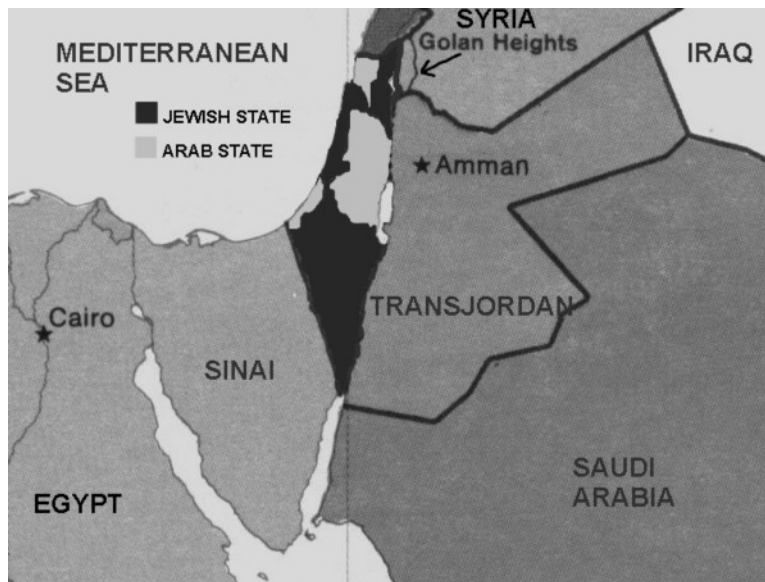 SYRIA
MEDITERRANEAN
SEA
Golan Heights
IRAQ
JEWISH STATE
ARAB STATE
Amman
TRANSJORDAN
Cairo
SINAI
EGYPT
SAUDI
ARABIA